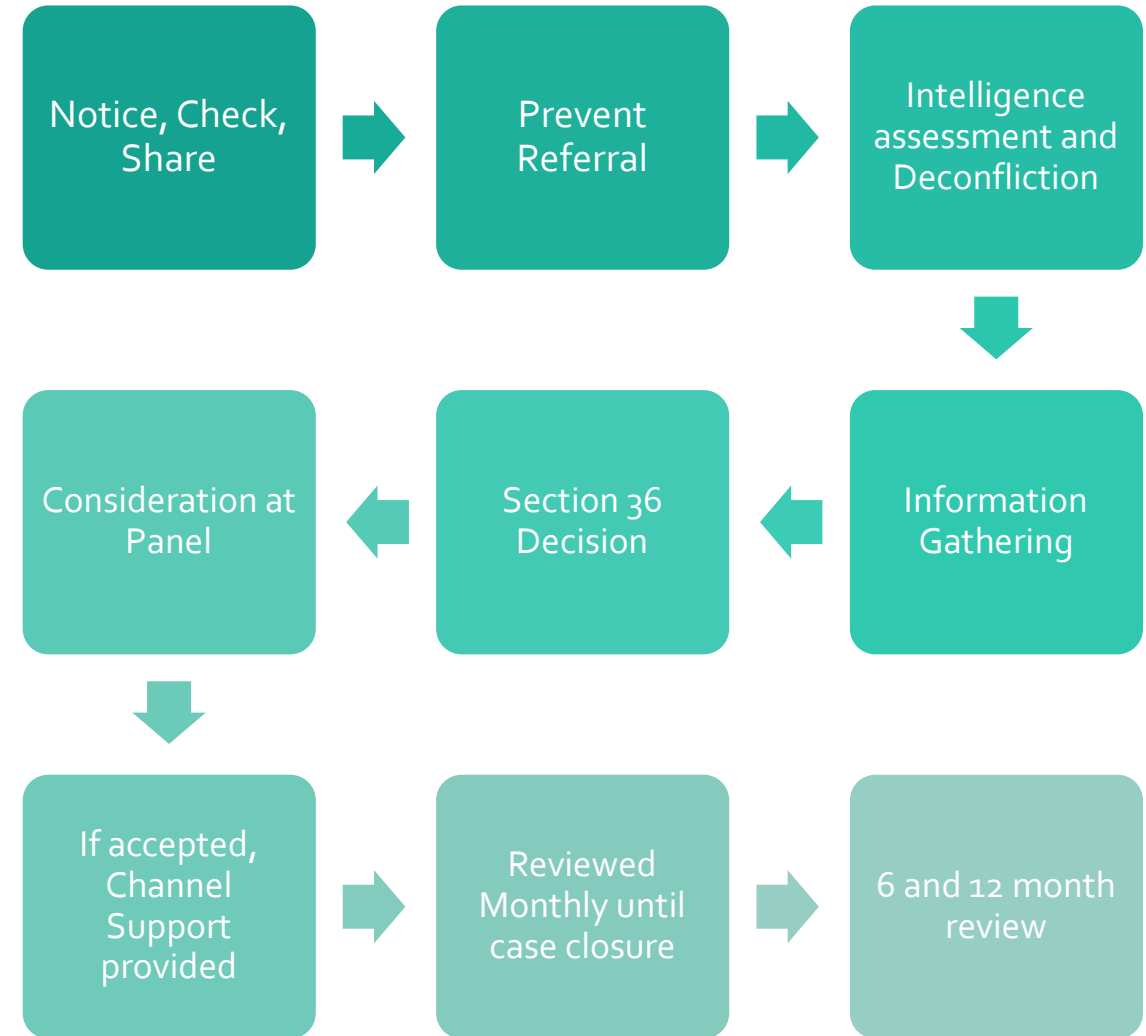 Notice, Check,
Share
Prevent
Referral
Intelligence
assessment and
Deconfliction
Information
Gathering
Section 36
Decision
Consideration at
Panel
If accepted,
Channel
Support
provided
Reviewed
Monthly until
case closure
6 and 12 month
review